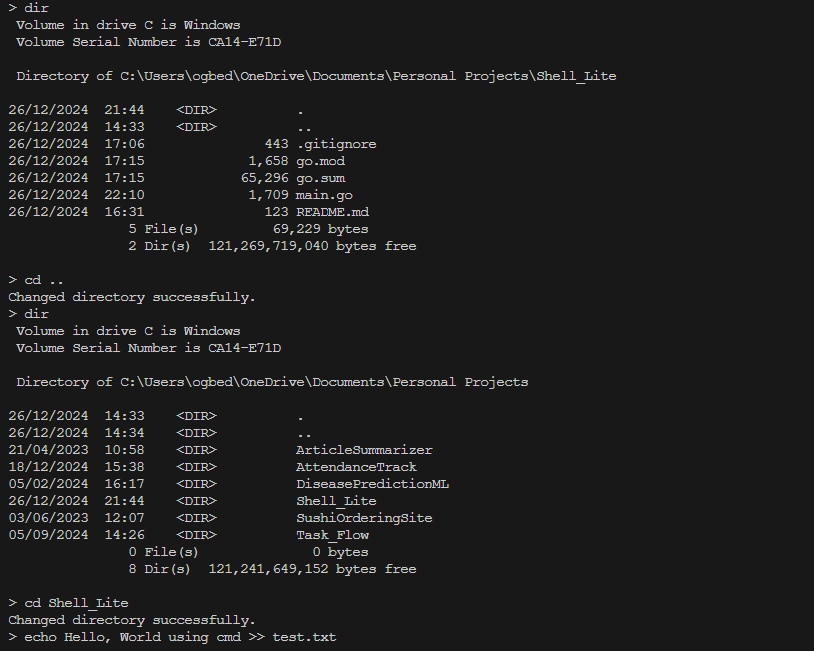 > dir
 Volume in drive C is Windows
 Volume Serial Number is CA14-E71D

 Directory of C:\Users\ogbed\OneDrive\Documents\Personal Projects\Shell_Lite

26/12/2024  21:44    <DIR>          .
26/12/2024  14:33    <DIR>          ..
26/12/2024  17:06               443 .gitignore
26/12/2024  17:15             1,658 go.mod
26/12/2024  17:15            65,296 go.sum
26/12/2024  22:10             1,709 main.go
26/12/2024  16:31               123 README.md
               5 File(s)         69,229 bytes
               2 Dir(s)  121,269,719,040 bytes free

> cd ..
Changed directory successfully.
> dir
 Volume in drive C is Windows
 Volume Serial Number is CA14-E71D

 Directory of C:\Users\ogbed\OneDrive\Documents\Personal Projects

26/12/2024  14:33    <DIR>          .
26/12/2024  14:34    <DIR>          ..
21/04/2023  10:58    <DIR>          ArticleSummarizer
18/12/2024  15:38    <DIR>          AttendanceTrack
05/02/2024  16:17    <DIR>          DiseasePredictionML
26/12/2024  21:44    <DIR>          Shell_Lite
03/06/2023  12:07    <DIR>          SushiOrderingSite
05/09/2024  14:26    <DIR>          Task_Flow
               0 File(s)              0 bytes
               8 Dir(s)  121,241,649,152 bytes free

> cd Shell_Lite
Changed directory successfully.
> echo Hello, World using cmd >> test.txt